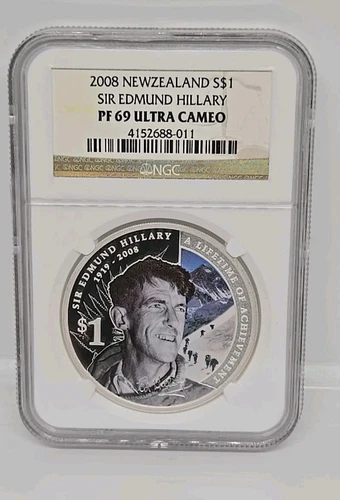 2008 NEWZEALAND S$1
SIR EDMUND HILLARY
PF 69 ULTRA CAMEO
4152688-011
NGC
SIR EDMUND HILLARY
1919 - 2008
A LIFETIME OF ACHIEVEMENT
$1